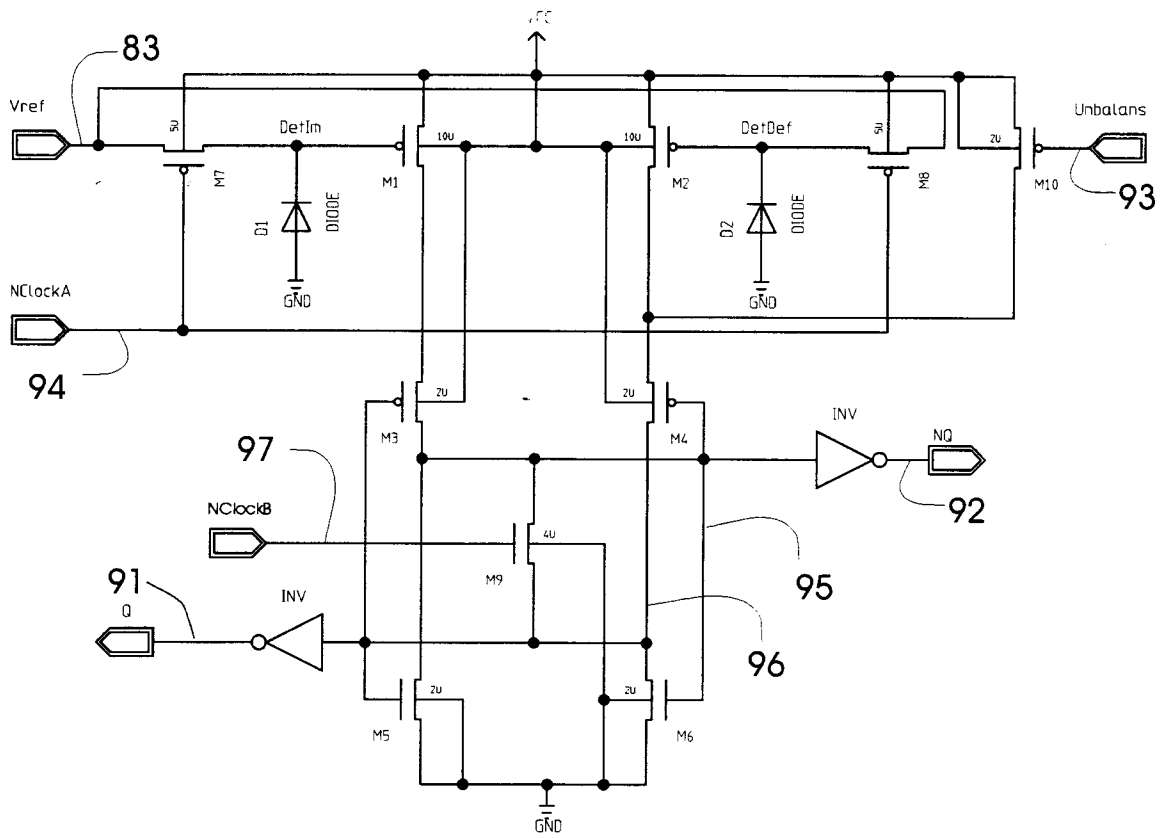 83
Vref
5U
DetIm
10U
10U
DetDef
5U
2U
Unbalans
M7
M1
M2
M8
M10
93
D1
DIODE
D2
DIODE
GND
GND
NClockA
94
2U
2U
M3
M4
INV
NQ
97
92
NClockB
4U
M9
95
91
Q
INV
96
2U
2U
M5
M6
GND